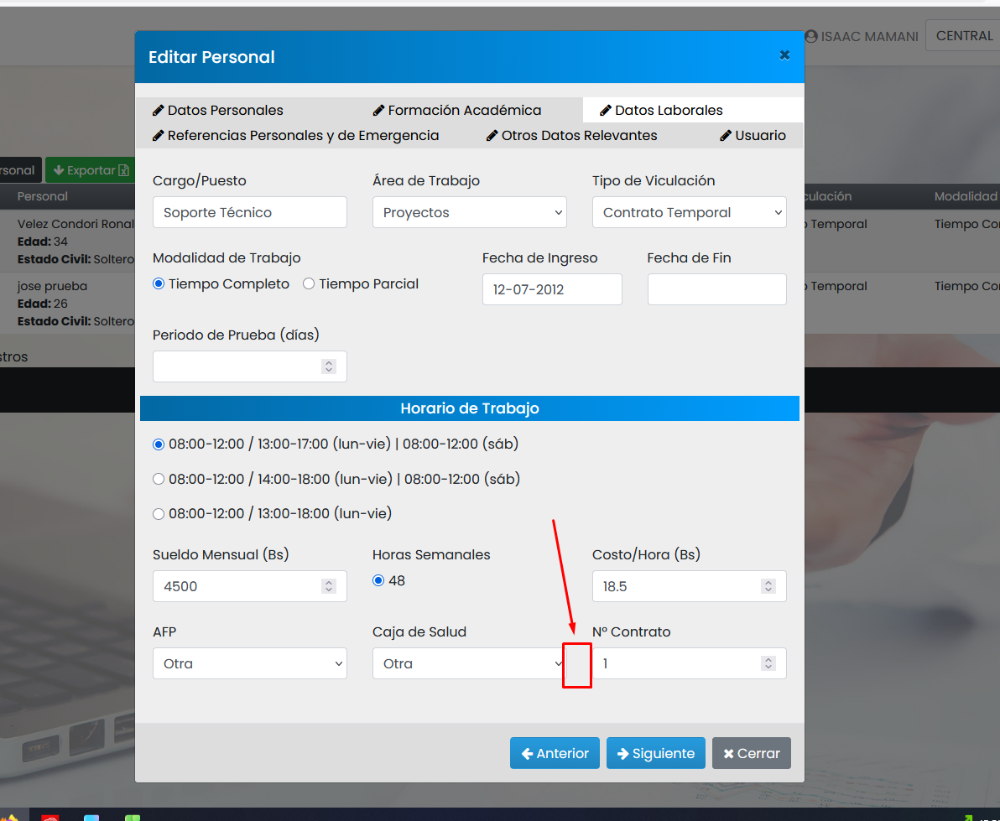 ISAAC MAMANI
CENTRAL
Editar Personal
Datos Personales
Formación Académica
Datos Laborales
Referencias Personales y de Emergencia
Otros Datos Relevantes
Usuario
Exportar
Personal
Modalidad
Velez Condori Ronal
Edad: 34
Estado Civil: Soltero
Temporal
Tiempo Co
jose prueba
Edad: 26
Estado Civil: Soltero
Temporal
Tiempo Co
Cargo/Puesto
Área de Trabajo
Tipo de Viculación
Soporte Técnico
Proyectos
Contrato Temporal
Modalidad de Trabajo
Fecha de Ingreso
Fecha de Fin
Tiempo Completo
Tiempo Parcial
12-07-2012
Periodo de Prueba (días)
Horario de Trabajo
08:00-12:00 / 13:00-17:00 (lun-vie) | 08:00-12:00 (sáb)
08:00-12:00 / 14:00-18:00 (lun-vie) | 08:00-12:00 (sáb)
08:00-12:00 / 13:00-18:00 (lun-vie)
Sueldo Mensual (Bs)
Horas Semanales
Costo/Hora (Bs)
4500
48
18.5
AFP
Caja de Salud
Nº Contrato
Otra
Otra
1
Anterior
Siguiente
Cerrar